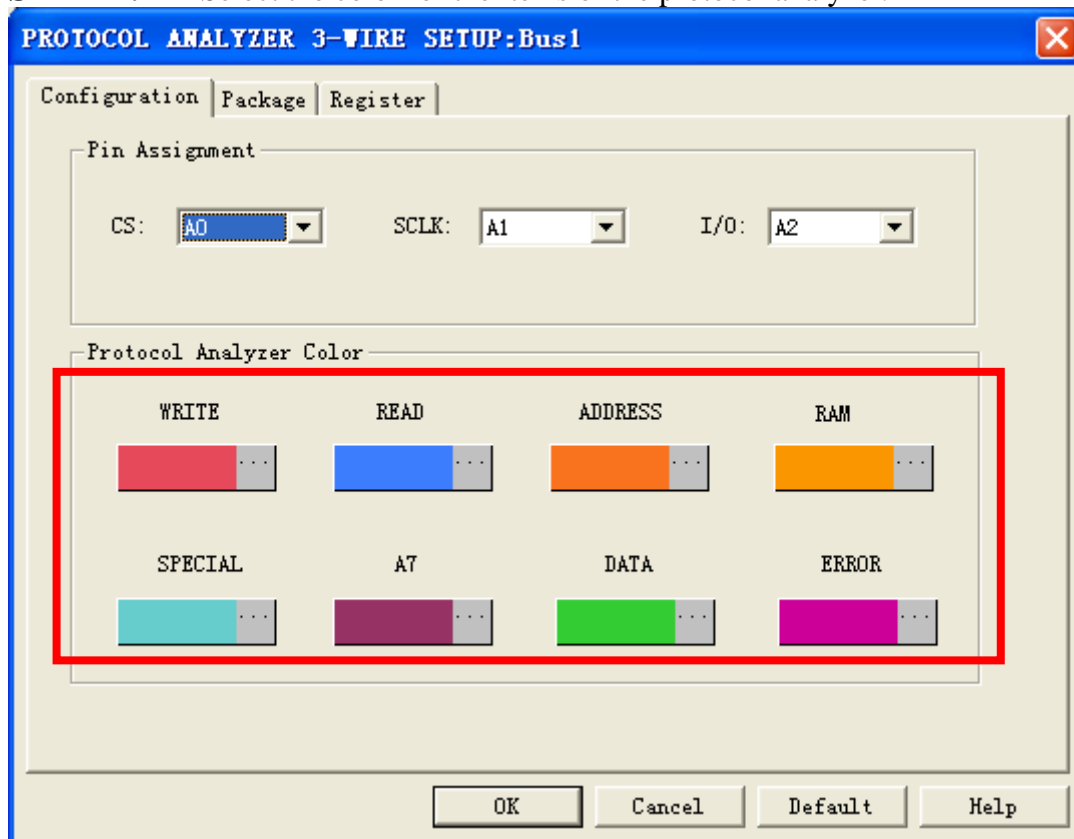 PROTOCOL ANALYZER 3-WIRE SETUP:Bus1
Configuration Package Register
Pin Assignment
CS: A0 SCLK: A1 I/O: A2
Protocol Analyzer Color
WRITE READ ADDRESS RAM
... ... ... ...
SPECIAL A7 DATA ERROR
... ... ... ...
OK Cancel Default Help